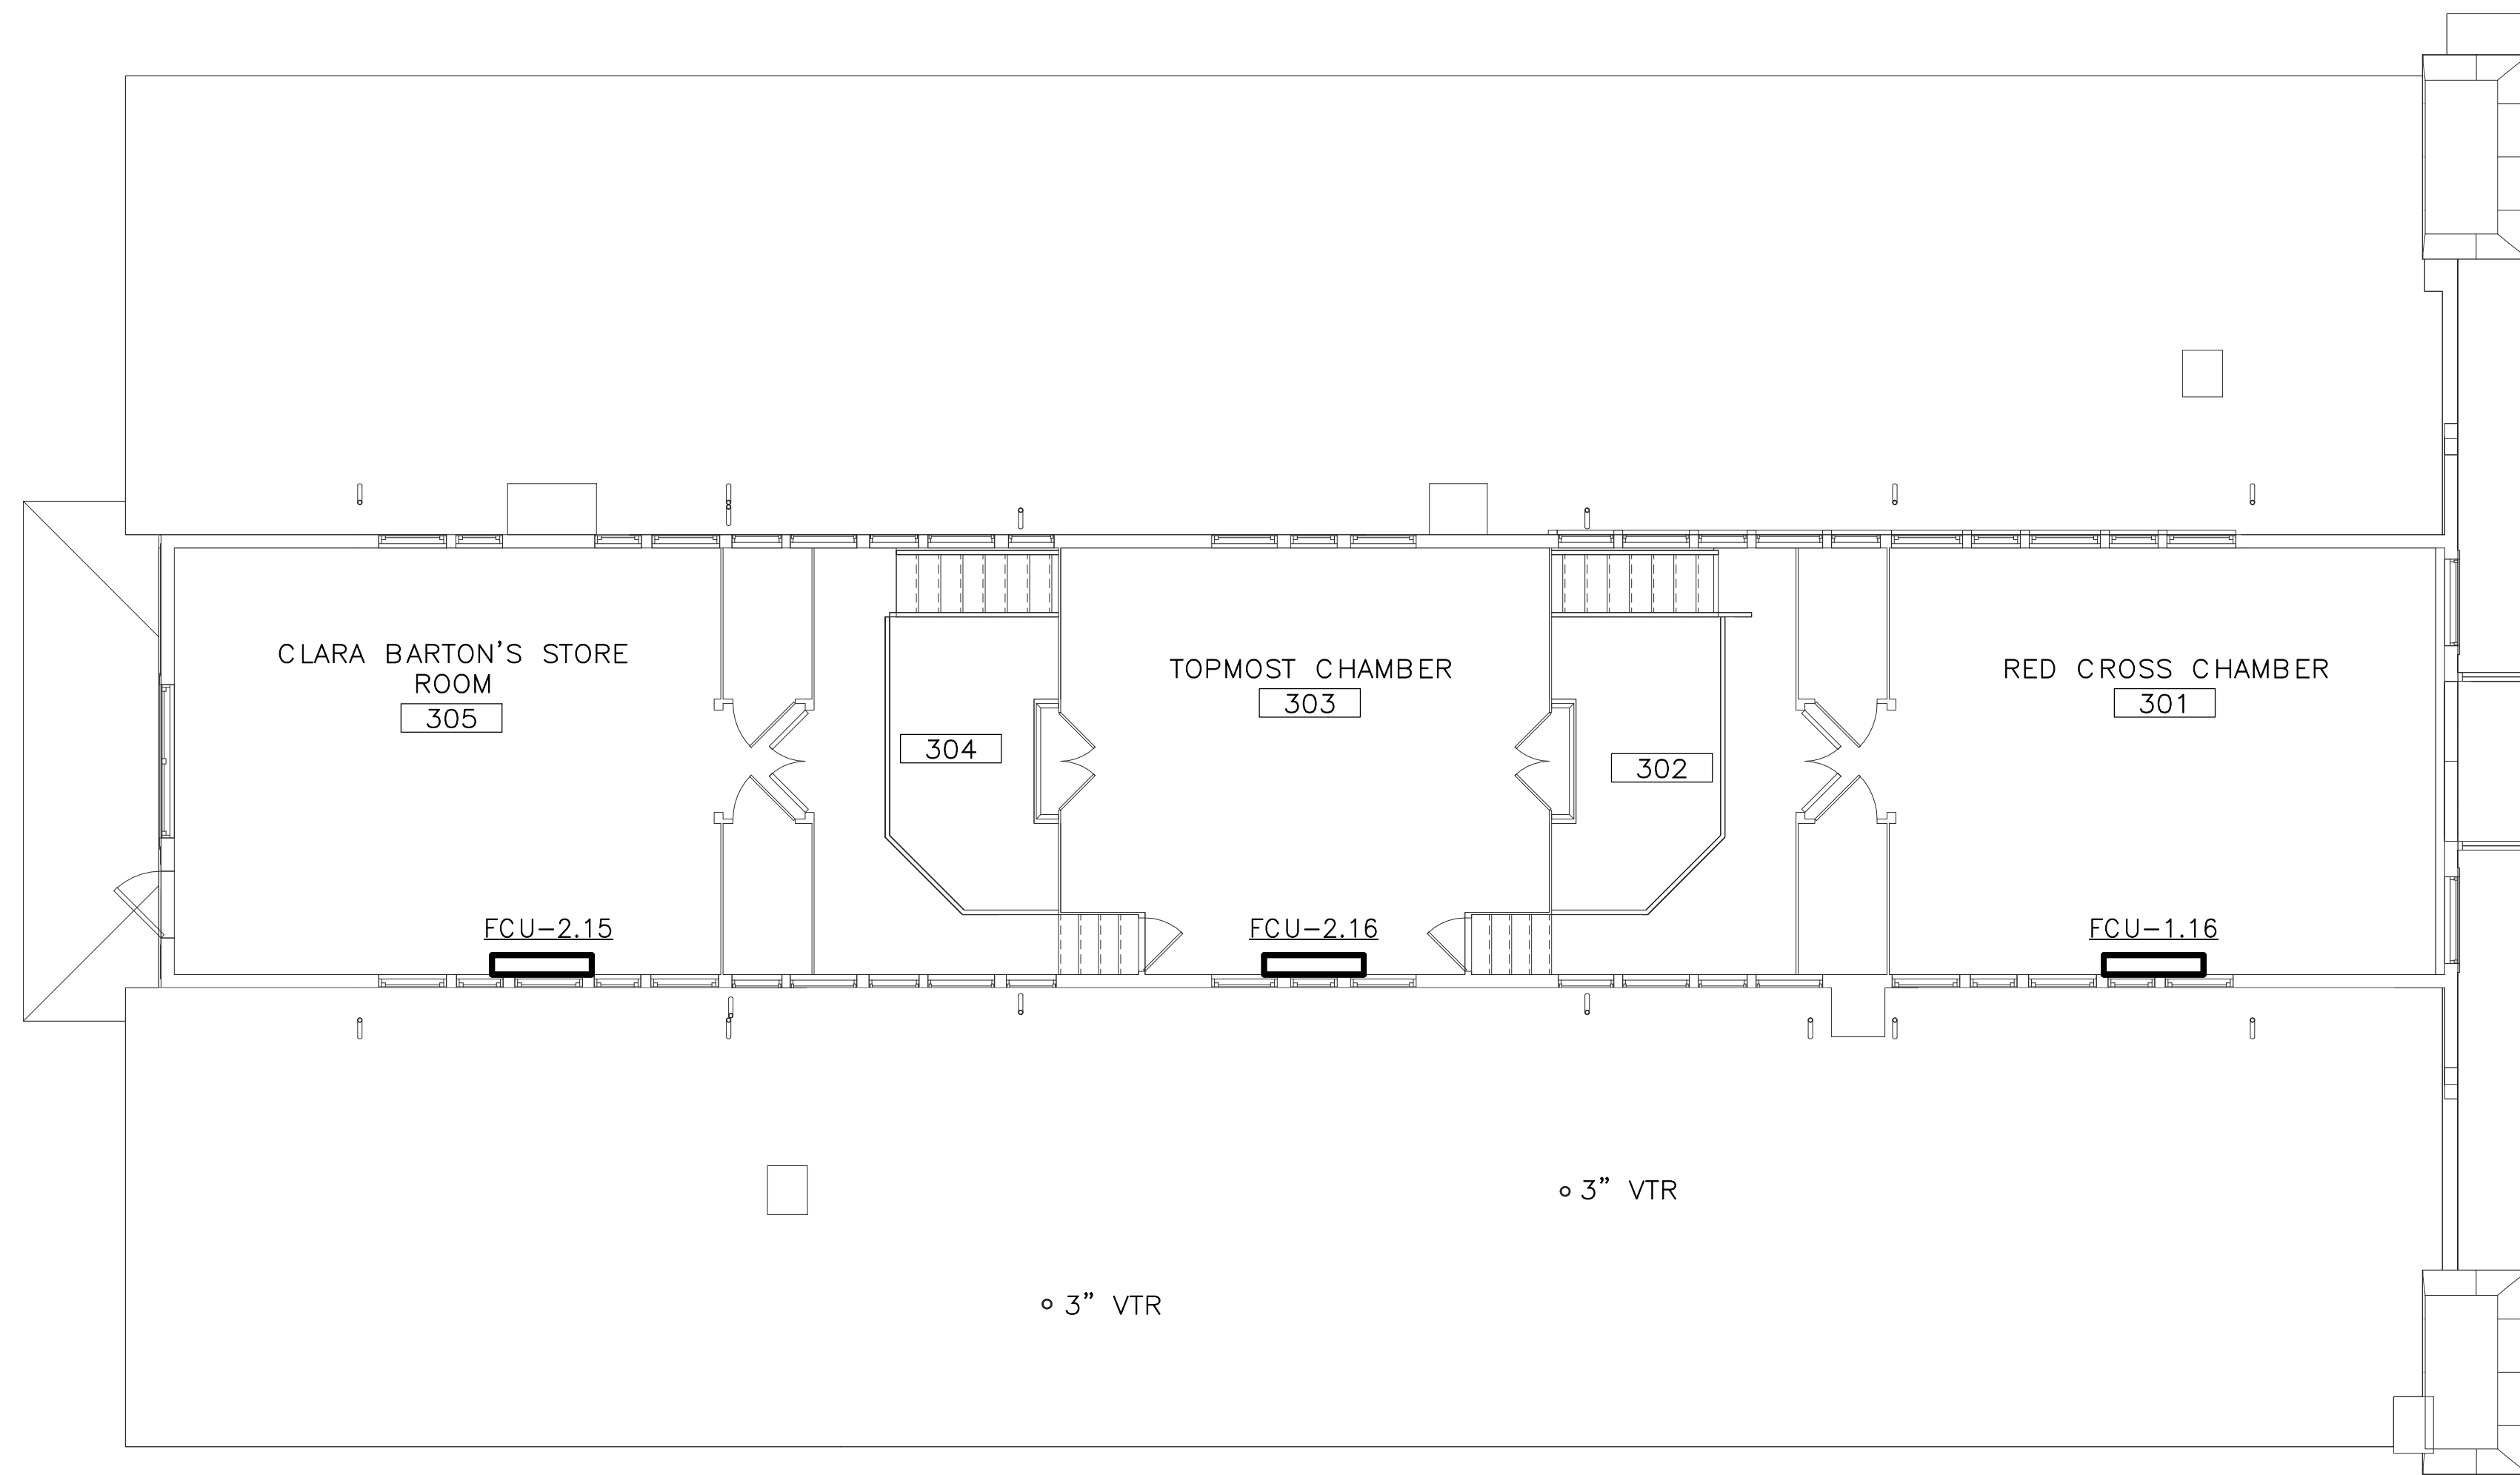 CLARA BARTON'S STORE
ROOM
305
304
TOPMOST CHAMBER
303
302
RED CROSS CHAMBER
301
FCU-2.15
FCU-2.16
FCU-1.16
3" VTR
3" VTR